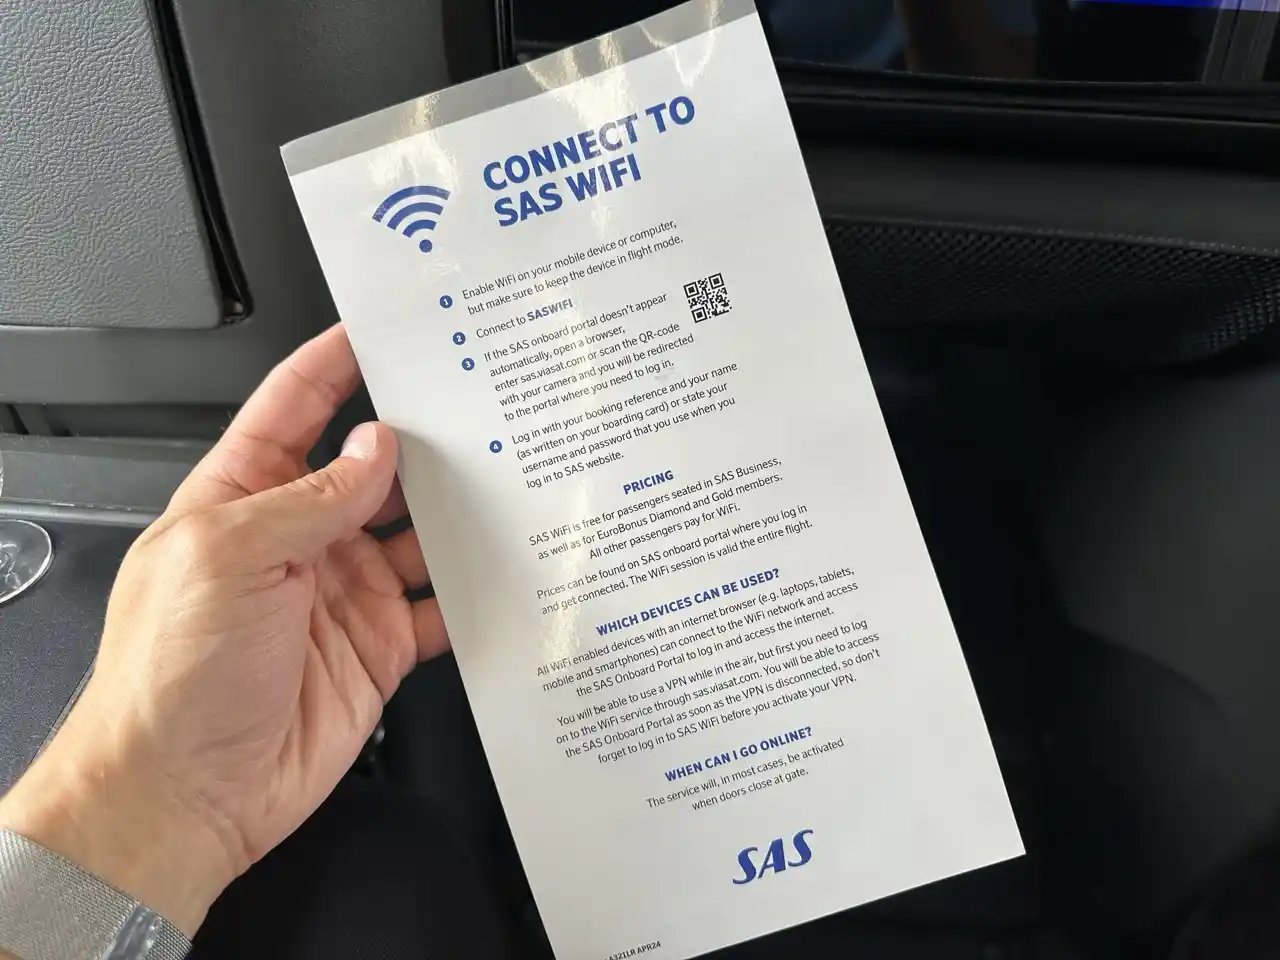 CONNECT TO
SAS WIFI
1 Enable WiFi on your mobile device or computer,
but make sure to keep the device in flight mode.
2 Connect to SASWIFI
3 If the SAS onboard portal doesn't appear
automatically, open a browser,
enter sas.viasat.com or scan the QR-code
with your camera and you will be redirected
to the portal where you need to log in.
4 Log in with your booking reference and your name
(as written on your boarding card) or state your
username and password that you use when you
log in to SAS website.
PRICING
SAS WiFi is free for passengers seated in SAS Business,
as well as for EuroBonus Diamond and Gold members.
All other passengers pay for WiFi.
Prices can be found on SAS onboard portal where you log in
and get connected. The WiFi session is valid the entire flight.
WHICH DEVICES CAN BE USED?
All WiFi enabled devices with an internet browser (e.g. laptops, tablets,
mobile and smartphones) can connect to the WiFi network and access
the SAS Onboard Portal to log in and access the internet.
You will be able to use a VPN while in the air, but first you need to log
on to the WiFi service through sas.viasat.com. You will be able to access
the SAS Onboard Portal as soon as the VPN is disconnected, so don't
forget to log in to SAS WiFi before you activate your VPN.
WHEN CAN I GO ONLINE?
The service will, in most cases, be activated
when doors close at gate.
SAS
A321LR APR24